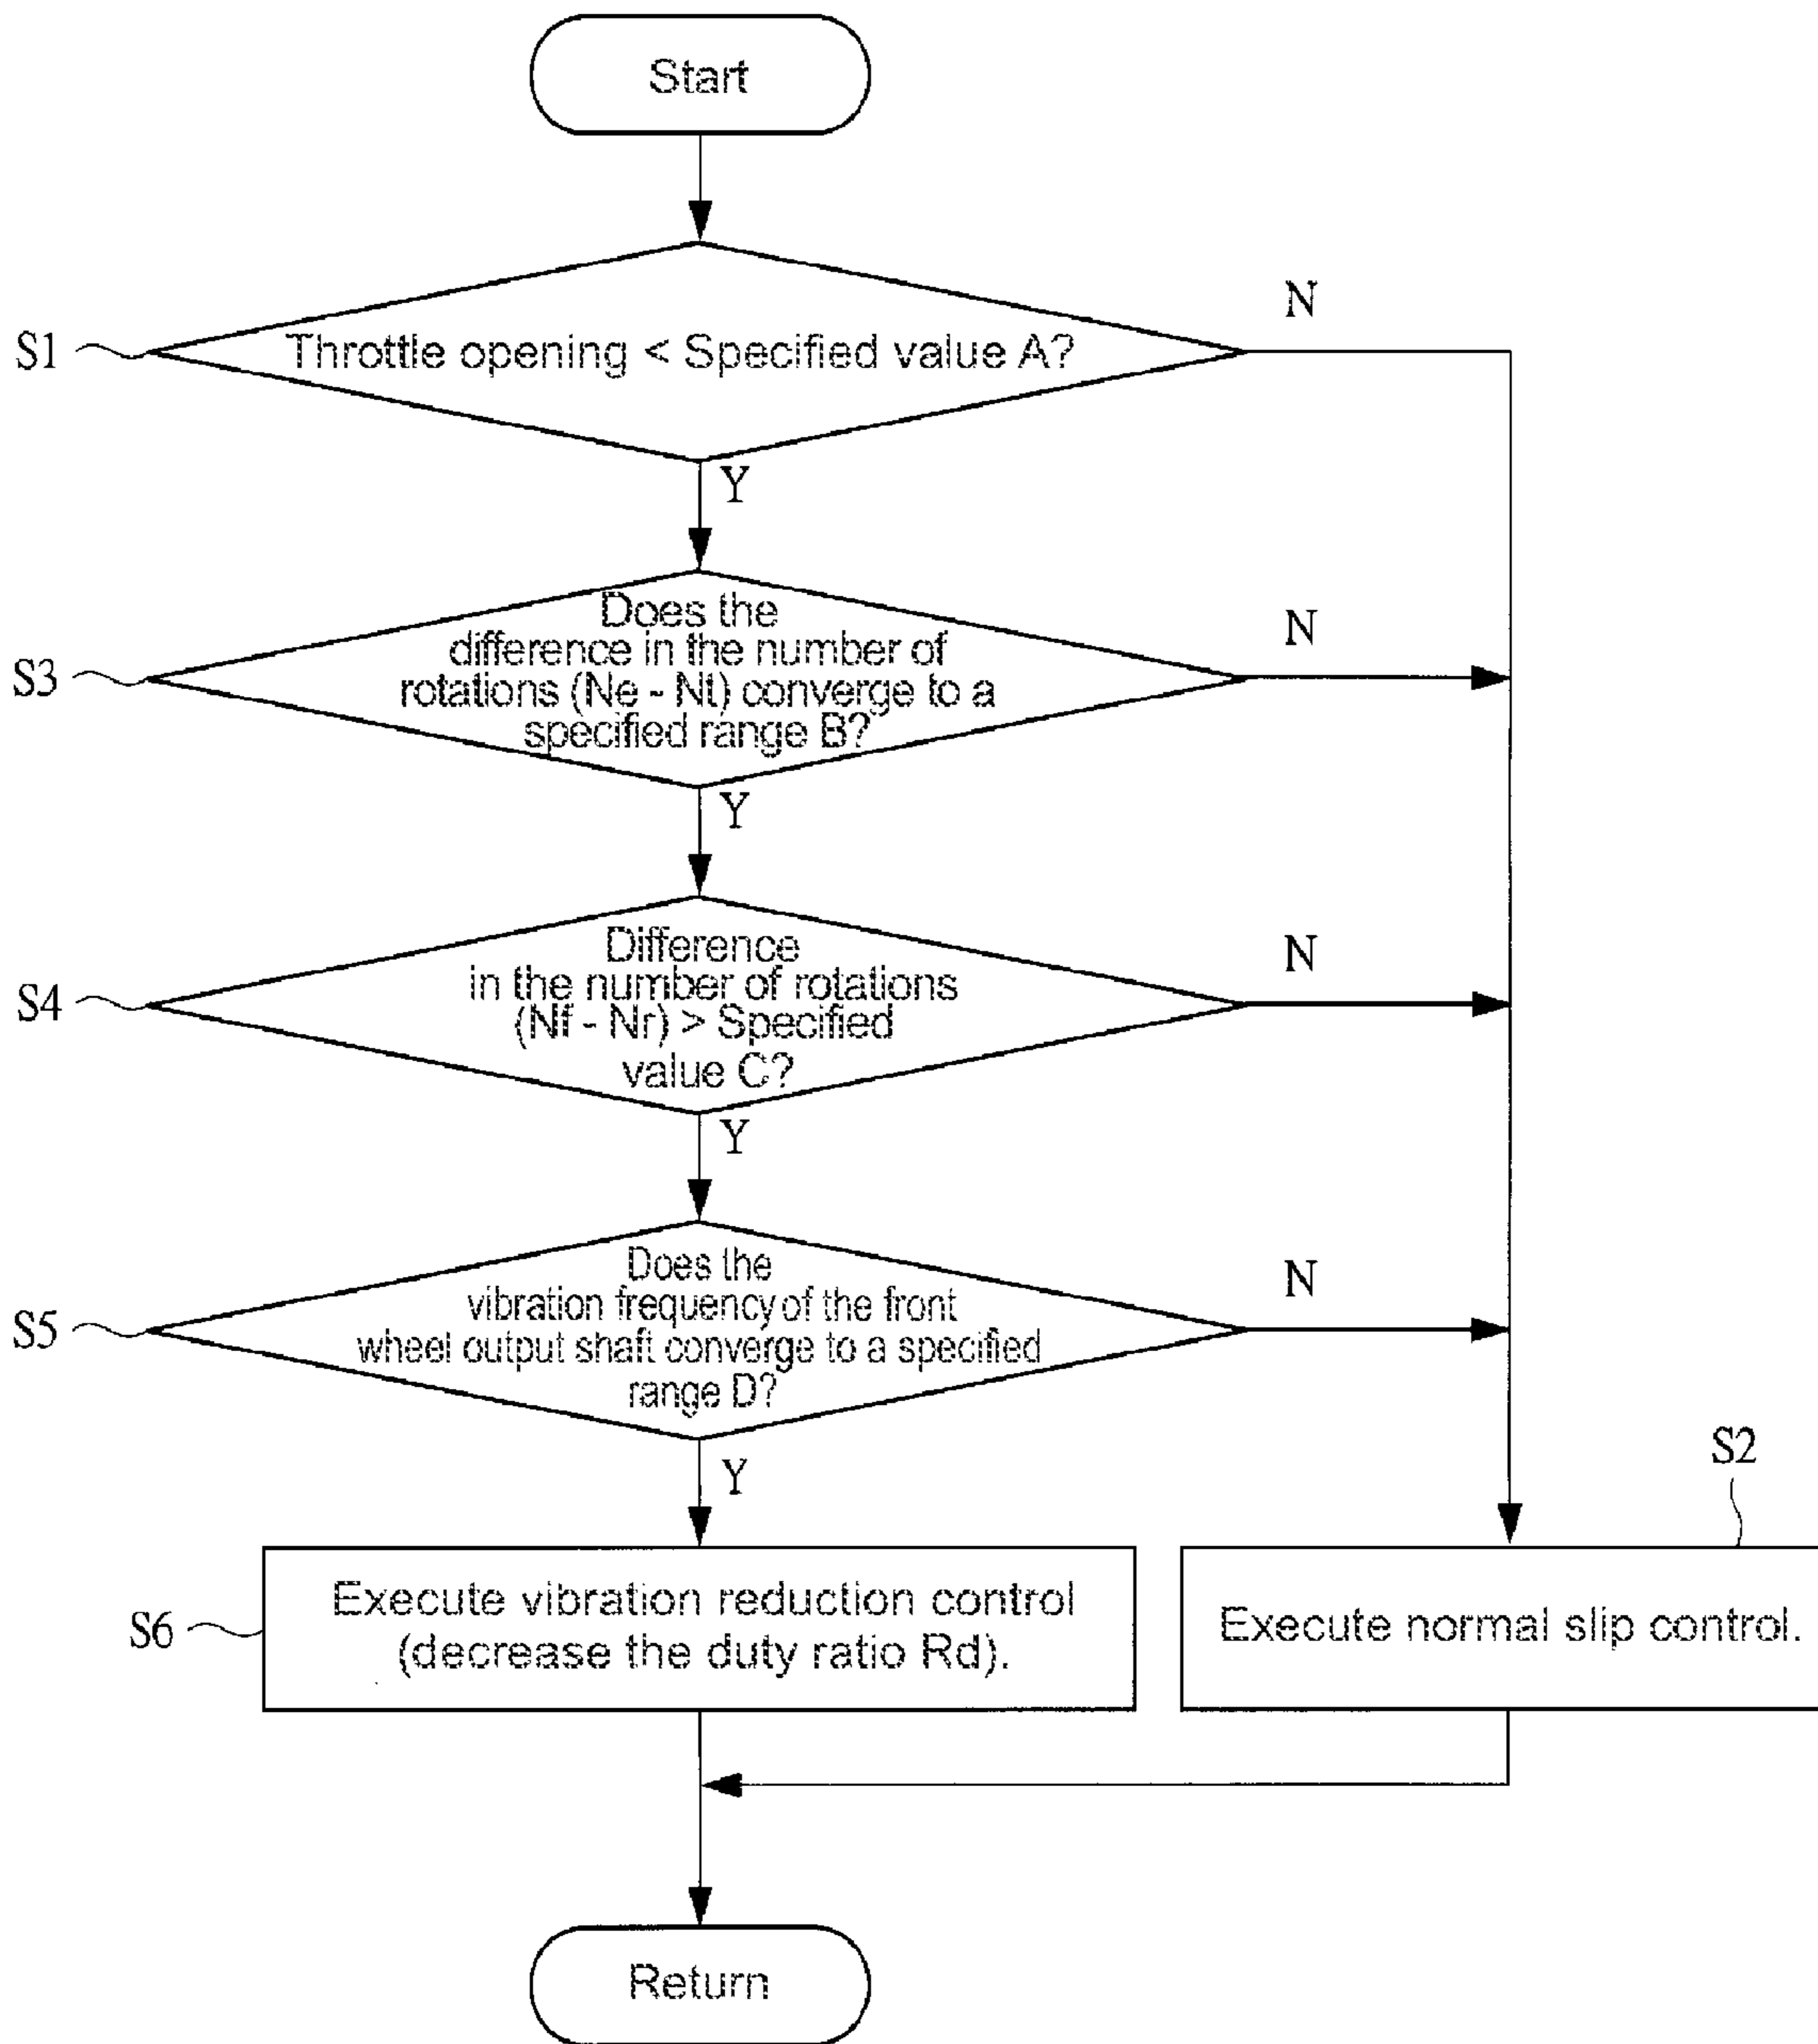 Start
N
S1
Throttle opening < Specified value A?
Y
Does the
difference in the number of
rotations (Ne - Nt) converge to a
specified range B?
N
S3
Y
Difference
in the number of rotations
(Nf - Nr) > Specified
value C?
N
S4
Y
Does the
vibration frequency of the front
wheel output shaft converge to a specified
range D?
N
S5
Y
S2
S6
Execute vibration reduction control
(decrease the duty ratio Rd).
Execute normal slip control.
Return